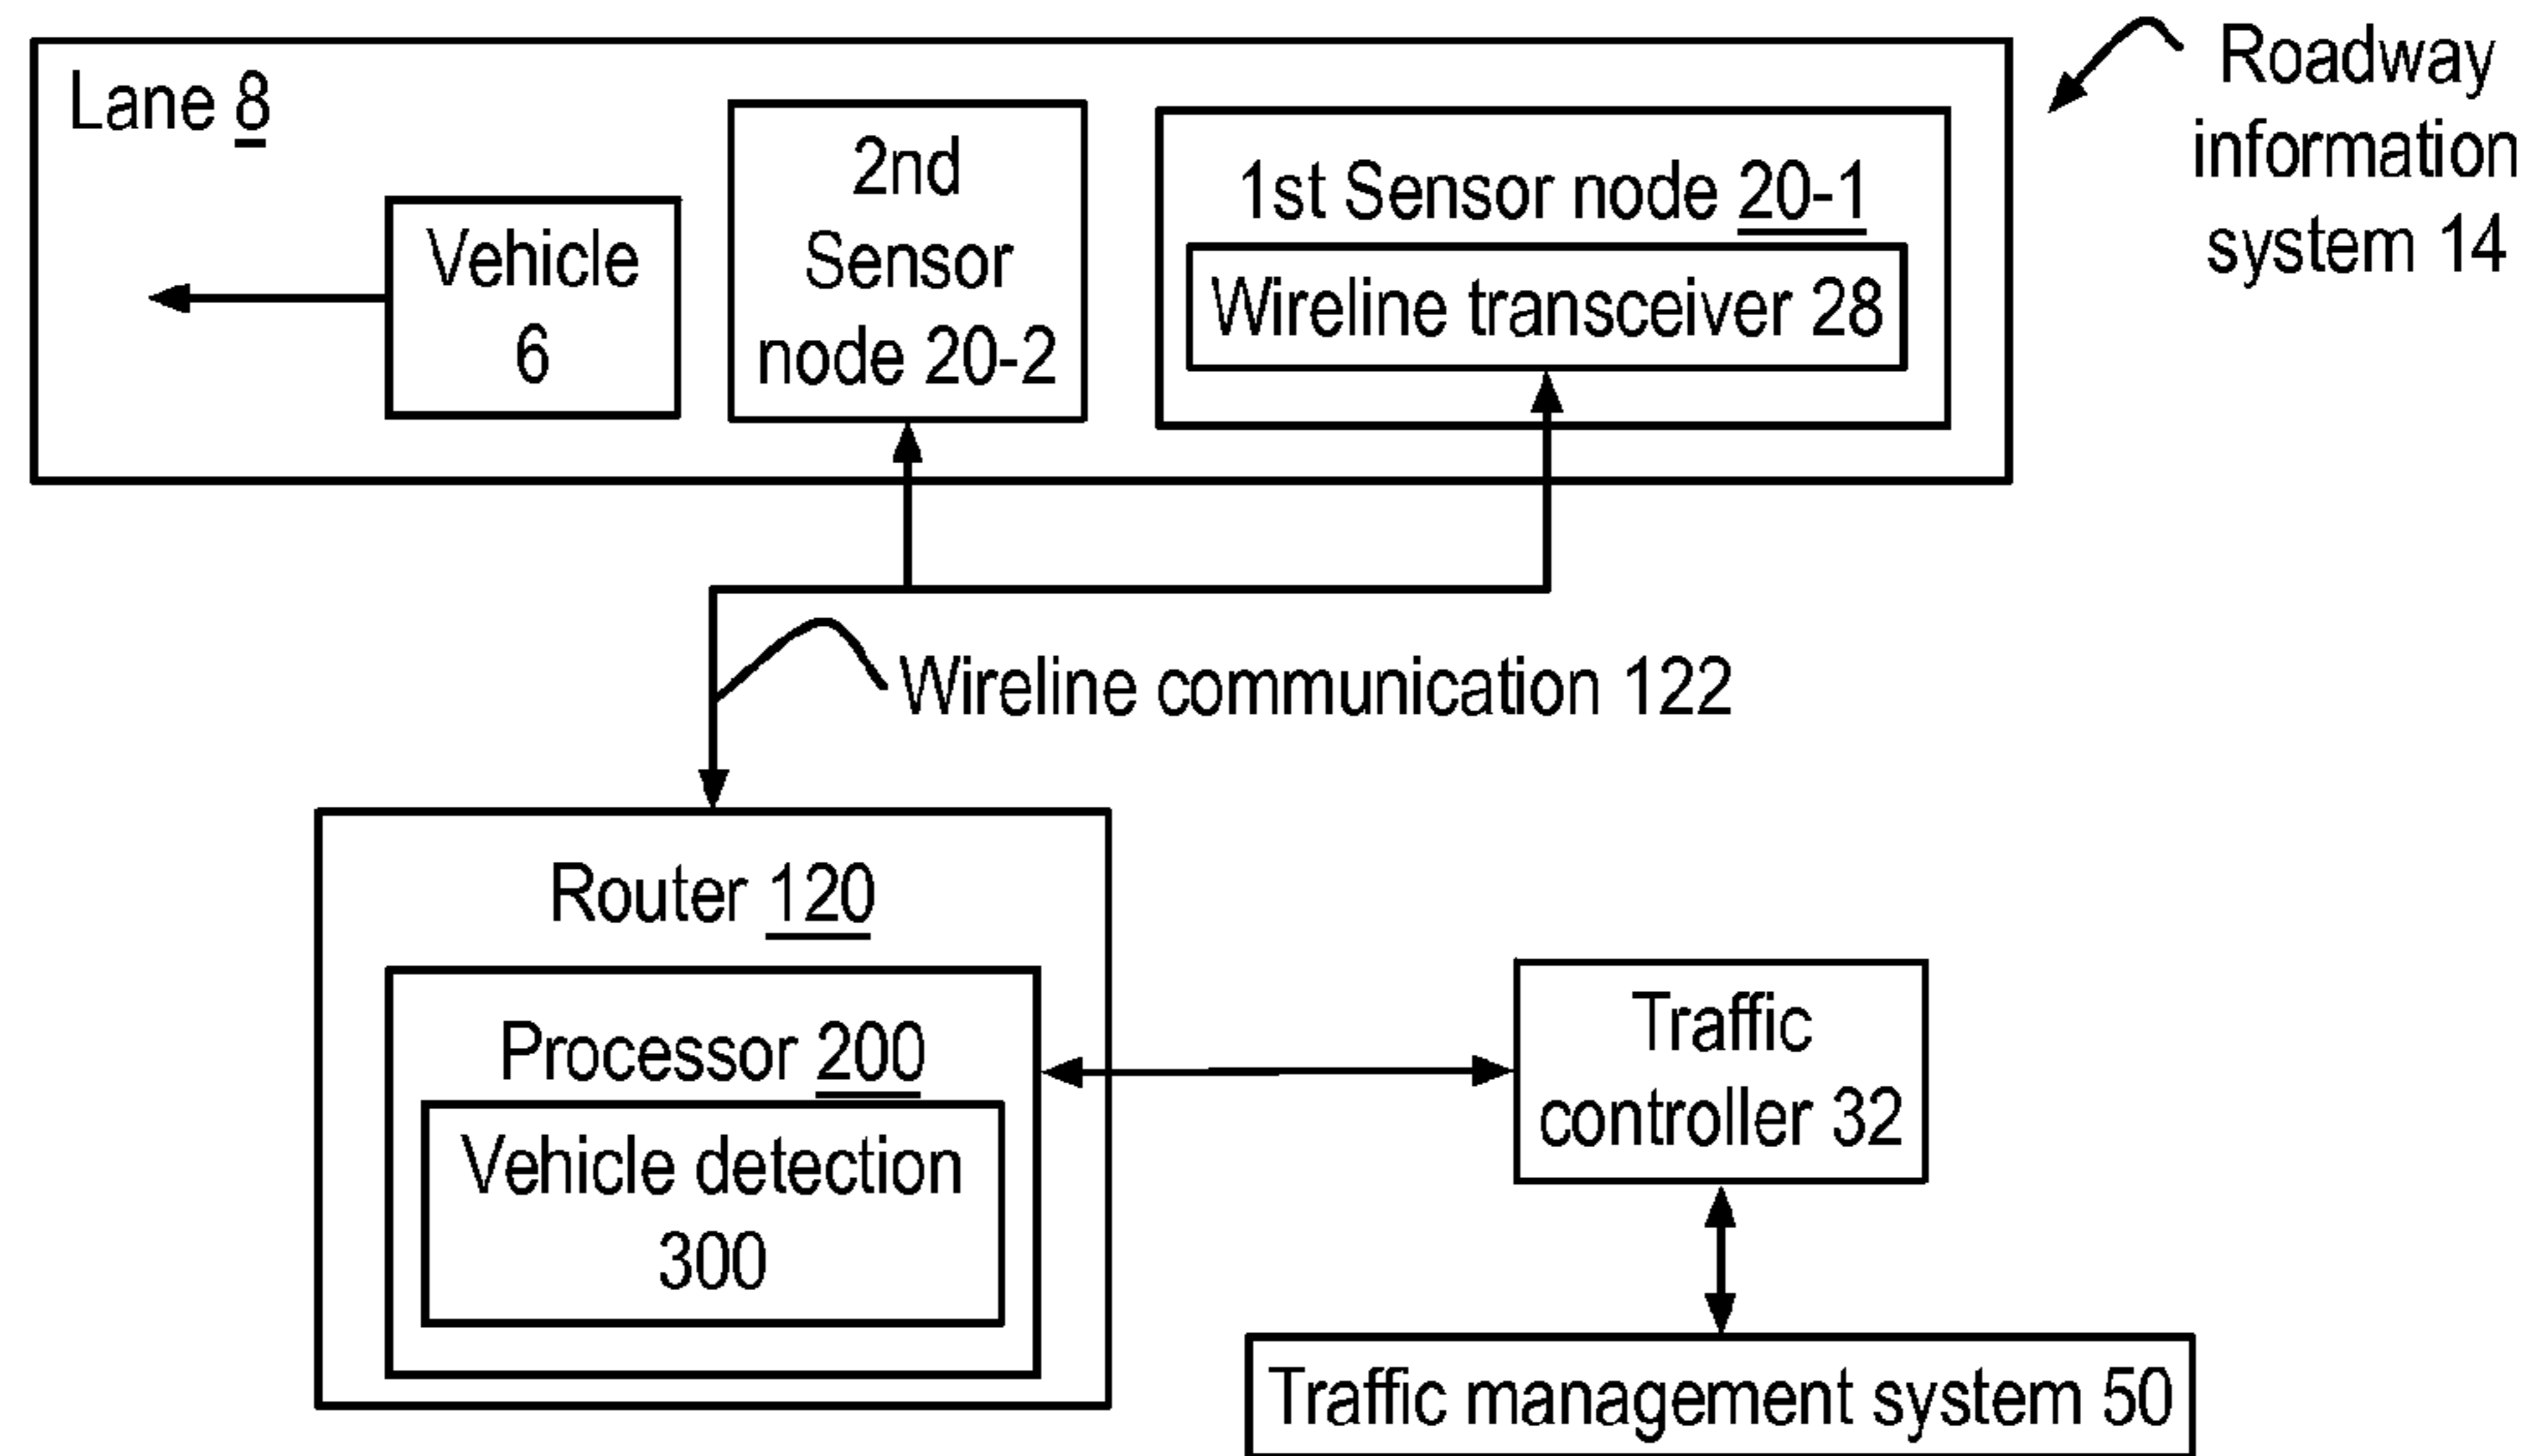 Lane 8
Vehicle
6
2nd
Sensor
node 20-2
1st Sensor node 20-1
Wireline transceiver 28
Roadway
information
system 14
Wireline communication 122
Router 120
Processor 200
Vehicle detection
300
Traffic
controller 32
Traffic management system 50